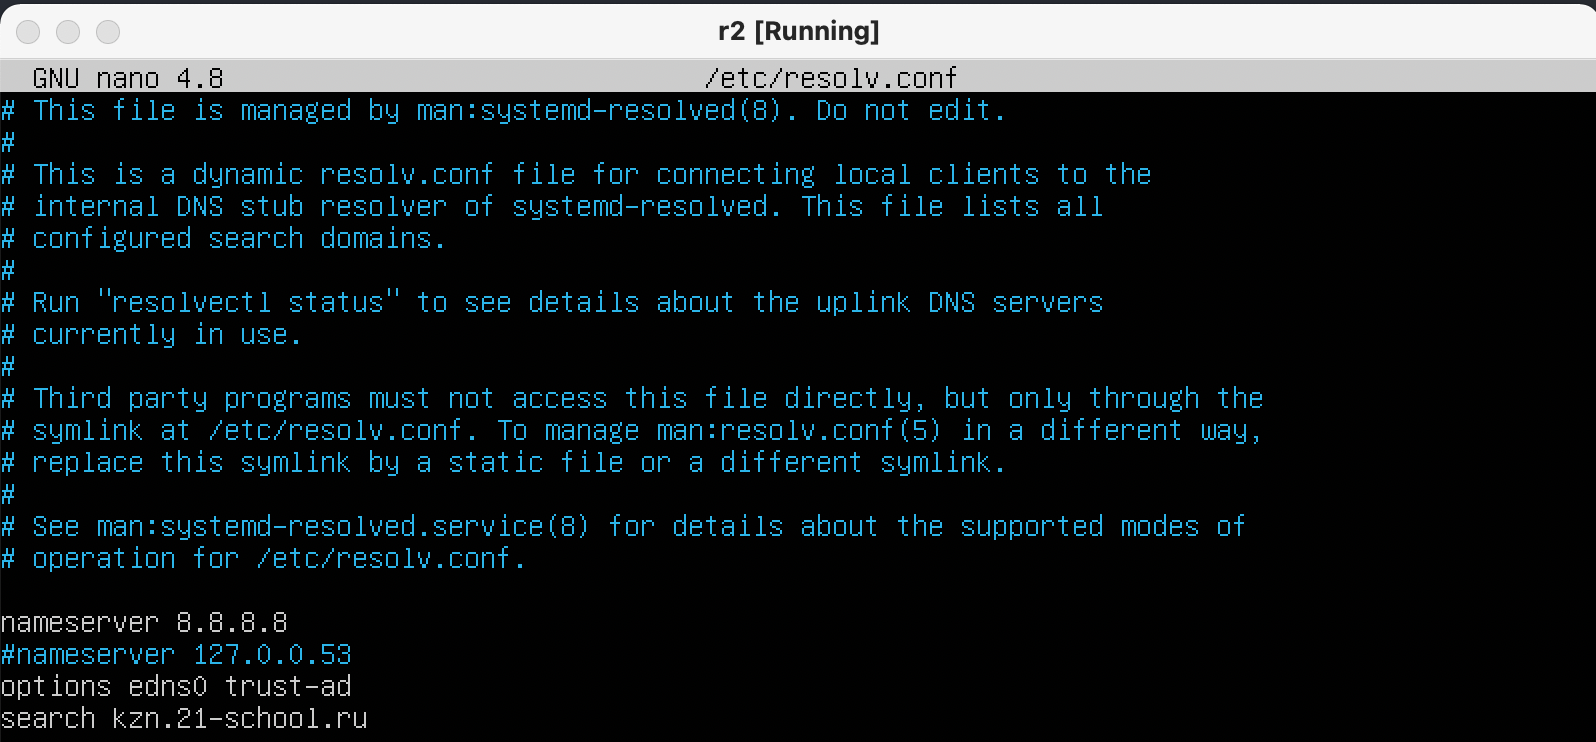 r2 [Running]
GNU nano 4.8 /etc/resolv.conf
# This file is managed by man:systemd-resolved(8). Do not edit.
#
# This is a dynamic resolv.conf file for connecting local clients to the
# internal DNS stub resolver of systemd-resolved. This file lists all
# configured search domains.
#
# Run "resolvectl status" to see details about the uplink DNS servers
# currently in use.
#
# Third party programs must not access this file directly, but only through the
# symlink at /etc/resolv.conf. To manage man:resolv.conf(5) in a different way,
# replace this symlink by a static file or a different symlink.
#
# See man:systemd-resolved.service(8) for details about the supported modes of
# operation for /etc/resolv.conf.
nameserver 8.8.8.8
#nameserver 127.0.0.53
options edns0 trust-ad
search kzn.21-school.ru